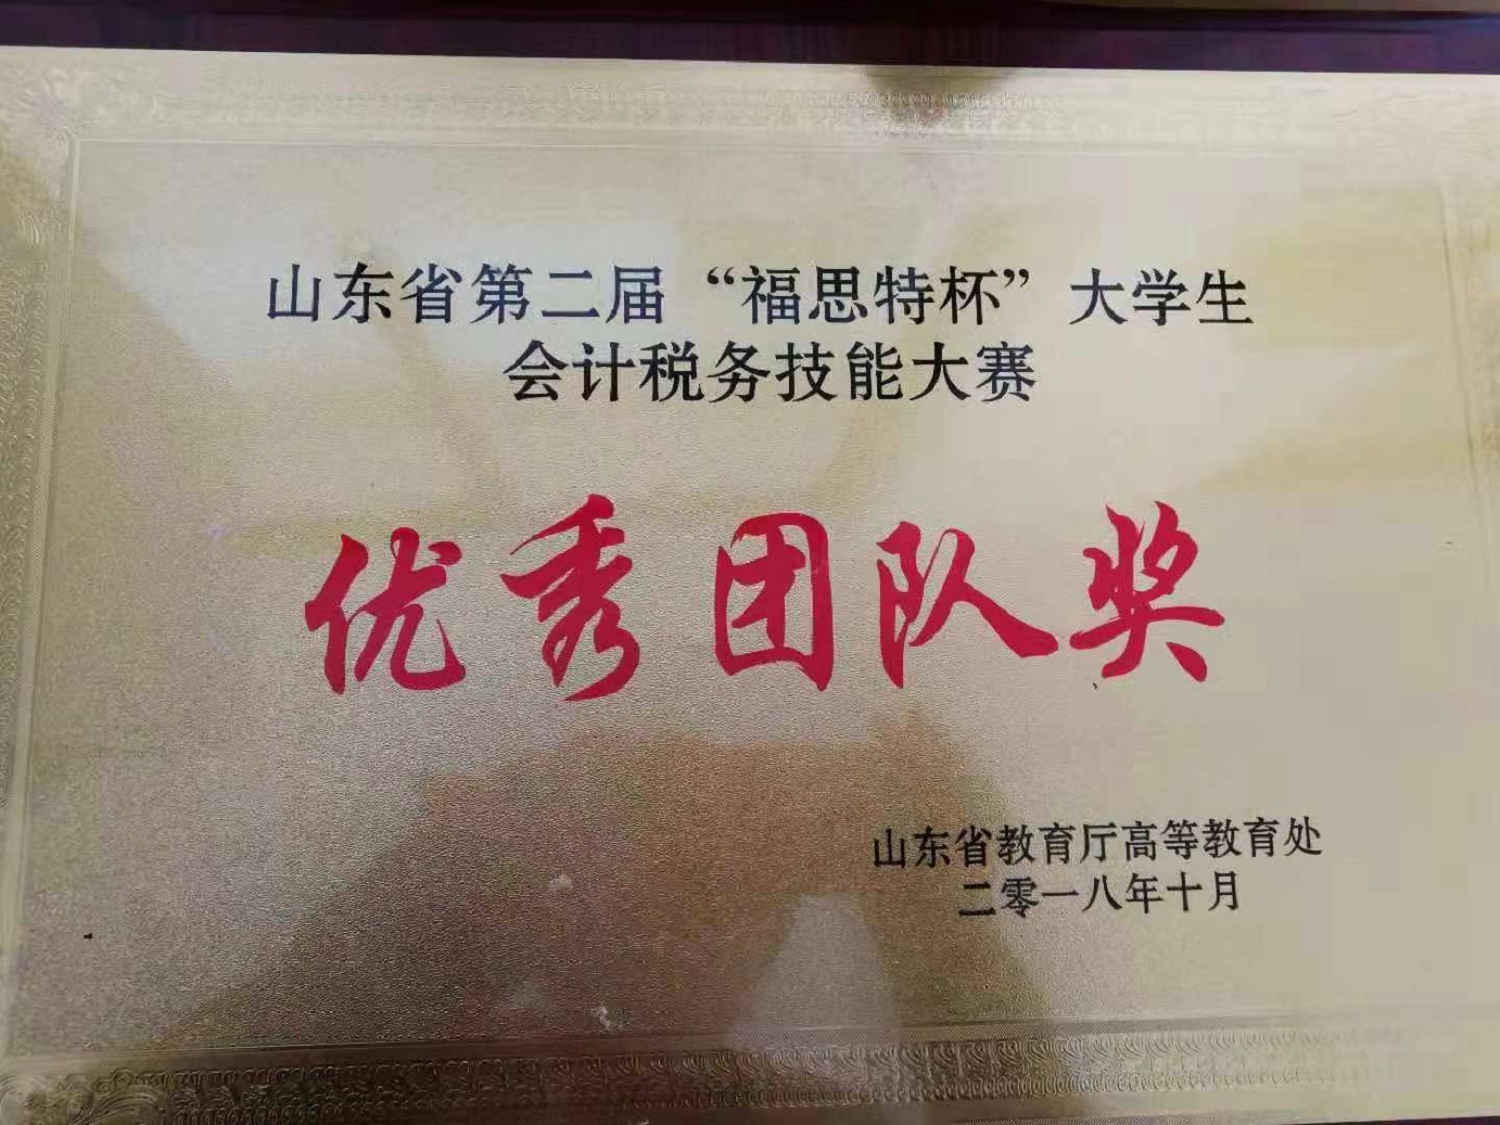 山东省第二届“福思特杯”大学生
会计税务技能大赛
优秀团队奖
山东省教育厅高等教育处
二零一八年十月